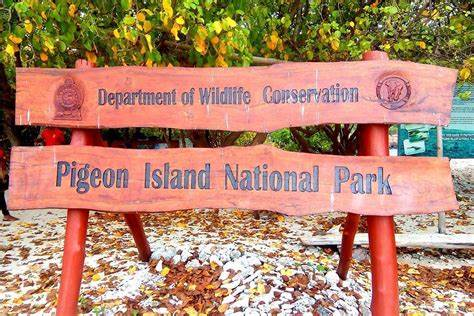 Department of Wildlife Conservation
Pigeon Island National Park